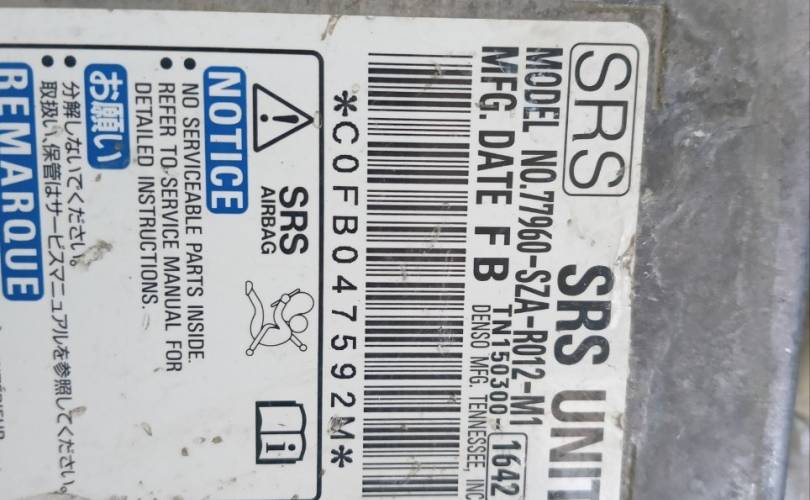 SRS SRS UNIT
MODEL NO.77960-SZA-R012-M1
MFG. DATE F B TN150300-1642
DENSO MFG. TENNESSEE, INC
*C0FB047592M*
SRS
AIRBAG
NOTICE
• NO SERVICEABLE PARTS INSIDE.
• REFER TO SERVICE MANUAL FOR
DETAILED INSTRUCTIONS.
お願い
• 分解しないでください。
• 取扱い、保管はサービスマニュアルを参照してください。
REMARQUE